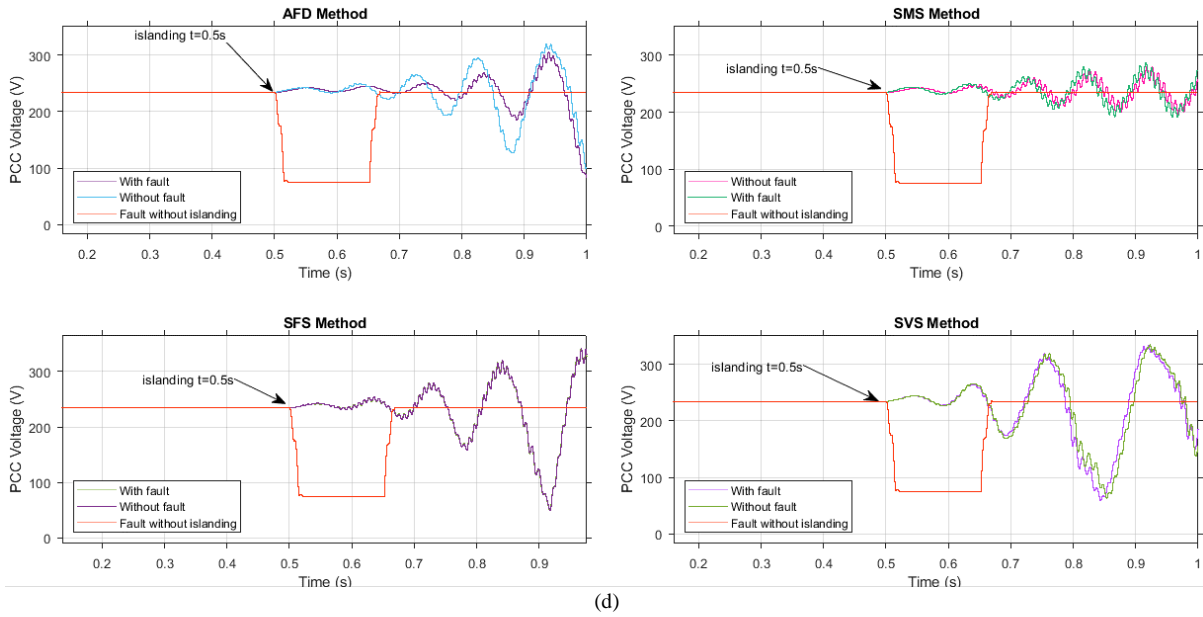 AFD Method
islanding t=0.5s
PCC Voltage (V)
300
200
100
0
With fault
Without fault
Fault without islanding
0.2 0.3 0.4 0.5 0.6 0.7 0.8 0.9 1
Time (s)
SMS Method
islanding t=0.5s
PCC Voltage (V)
300
200
100
0
Without fault
With fault
Fault without islanding
0.2 0.3 0.4 0.5 0.6 0.7 0.8 0.9 1
Time (s)
SFS Method
islanding t=0.5s
PCC Voltage (V)
300
200
100
0
With fault
Without fault
Fault without islanding
0.2 0.3 0.4 0.5 0.6 0.7 0.8 0.9
Time (s)
SVS Method
islanding t=0.5s
PCC Voltage (V)
300
200
100
0
With fault
Without fault
Fault without islanding
0.2 0.3 0.4 0.5 0.6 0.7 0.8 0.9 1
Time (s)
(d)